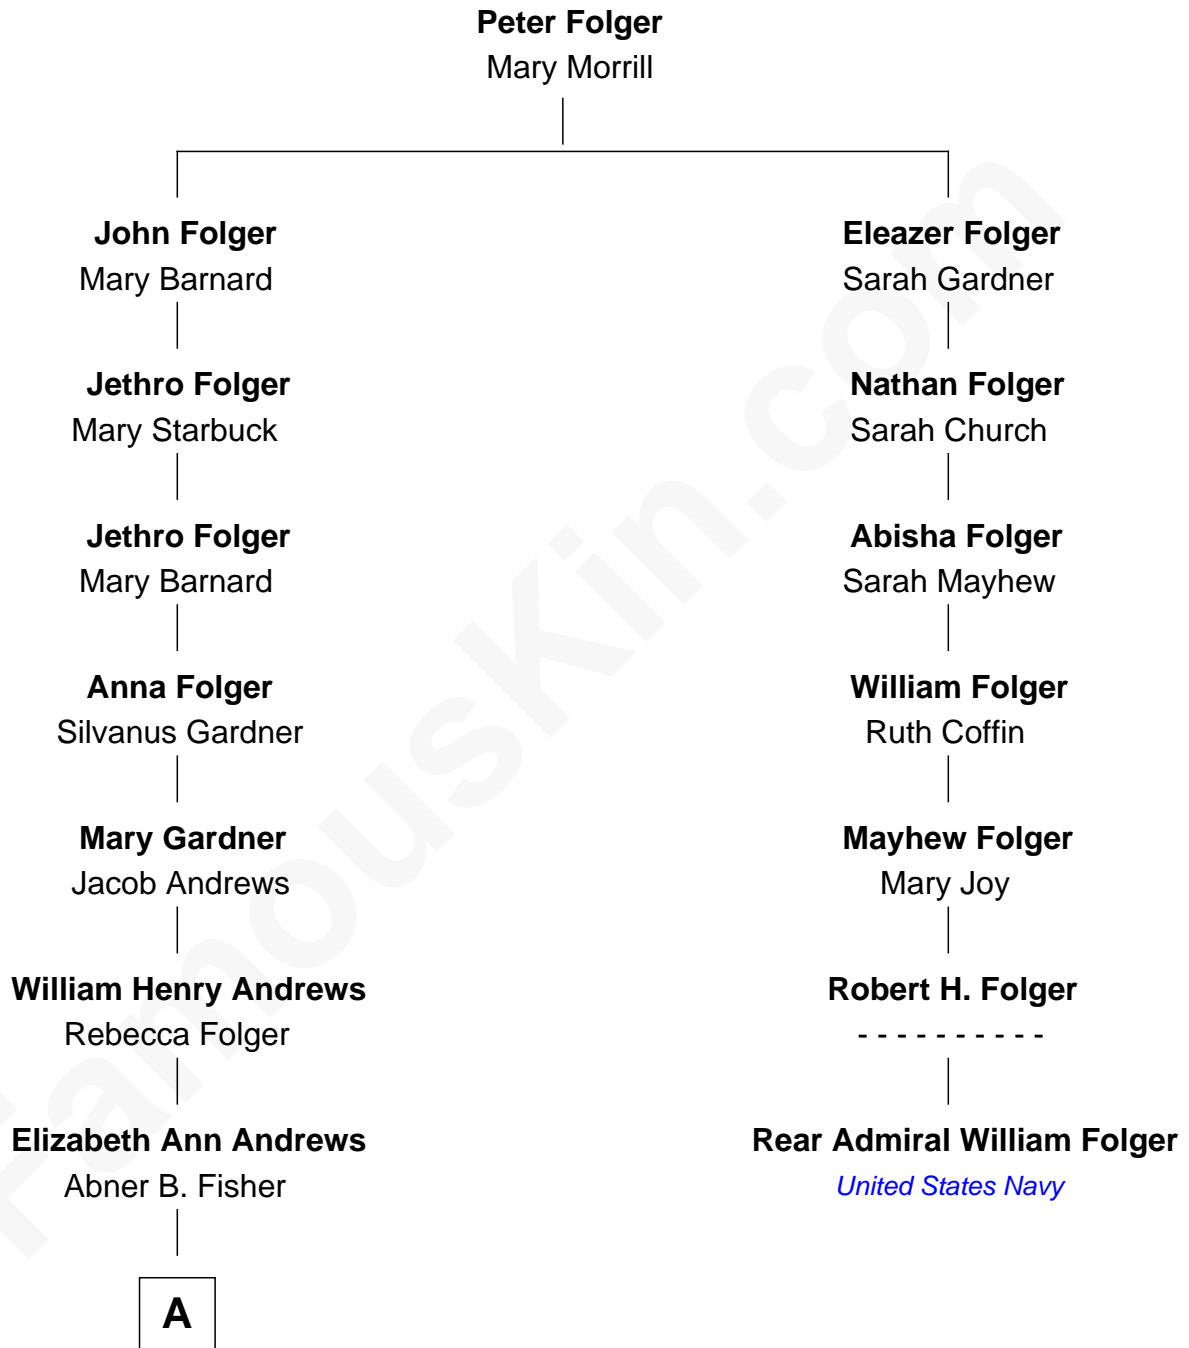 Peter Folger
Mary Morrill
John Folger
Mary Barnard
Eleazer Folger
Sarah Gardner
Jethro Folger
Mary Starbuck
Nathan Folger
Sarah Church
Jethro Folger
Mary Barnard
Abisha Folger
Sarah Mayhew
Anna Folger
Silvanus Gardner
William Folger
Ruth Coffin
Mary Gardner
Jacob Andrews
Mayhew Folger
Mary Joy
William Henry Andrews
Rebecca Folger
Robert H. Folger
- - - - - - - - - -
Elizabeth Ann Andrews
Abner B. Fisher
Rear Admiral William Folger
United States Navy
A
FamousKin.com